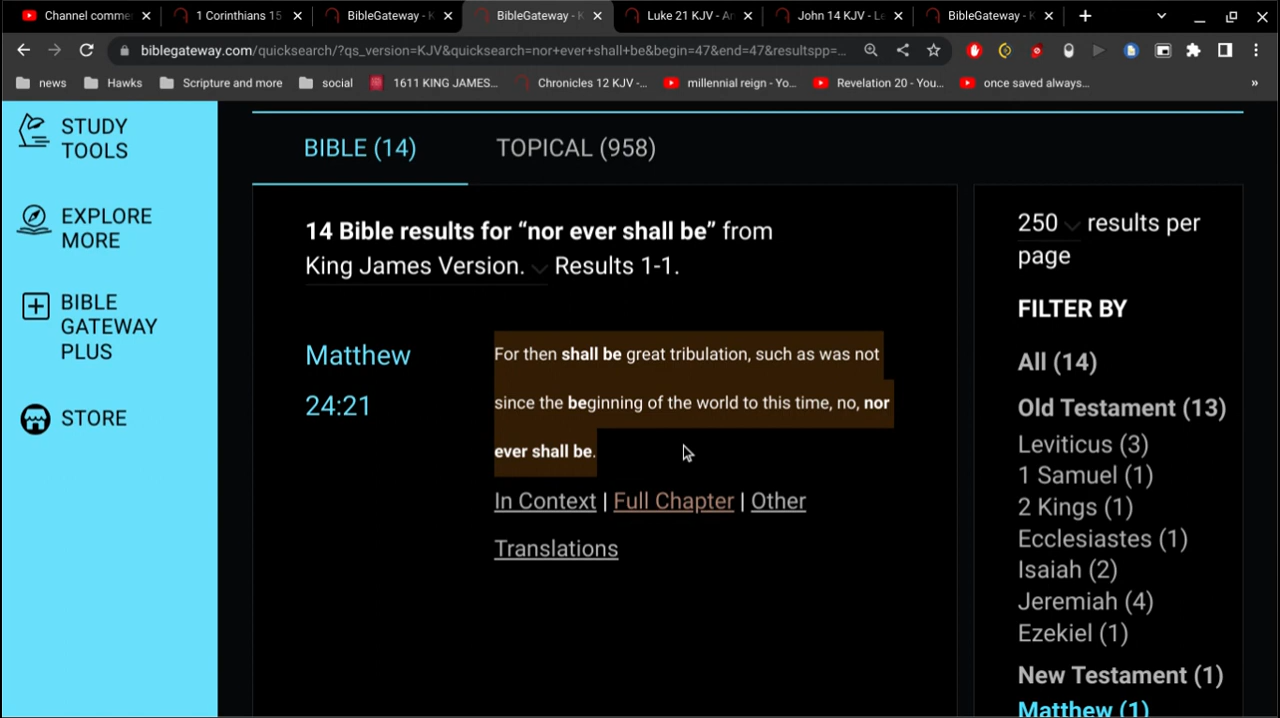 Channel comme
1 Corinthians 15
BibleGateway - K
BibleGateway - K
Luke 21 KJV - An
John 14 KJV - Le
BibleGateway - K
biblegateway.com/quicksearch/?qs_version=KJV&quicksearch=nor+ever+shall+be&begin=47&end=47&resultspp=...
news
Hawks
Scripture and more
social
1611 KING JAMES...
Chronicles 12 KJV -...
millennial reign - Yo...
Revelation 20 - You...
once saved always...
»
STUDY
TOOLS
EXPLORE
MORE
BIBLE
GATEWAY
PLUS
STORE
BIBLE (14)
TOPICAL (958)
14 Bible results for “nor ever shall be” from
King James Version. Results 1-1.
Matthew
24:21
For then shall be great tribulation, such as was not
since the beginning of the world to this time, no, nor
ever shall be.
In Context | Full Chapter | Other
Translations
250 results per
page
FILTER BY
All (14)
Old Testament (13)
Leviticus (3)
1 Samuel (1)
2 Kings (1)
Ecclesiastes (1)
Isaiah (2)
Jeremiah (4)
Ezekiel (1)
New Testament (1)
Matthew (1)